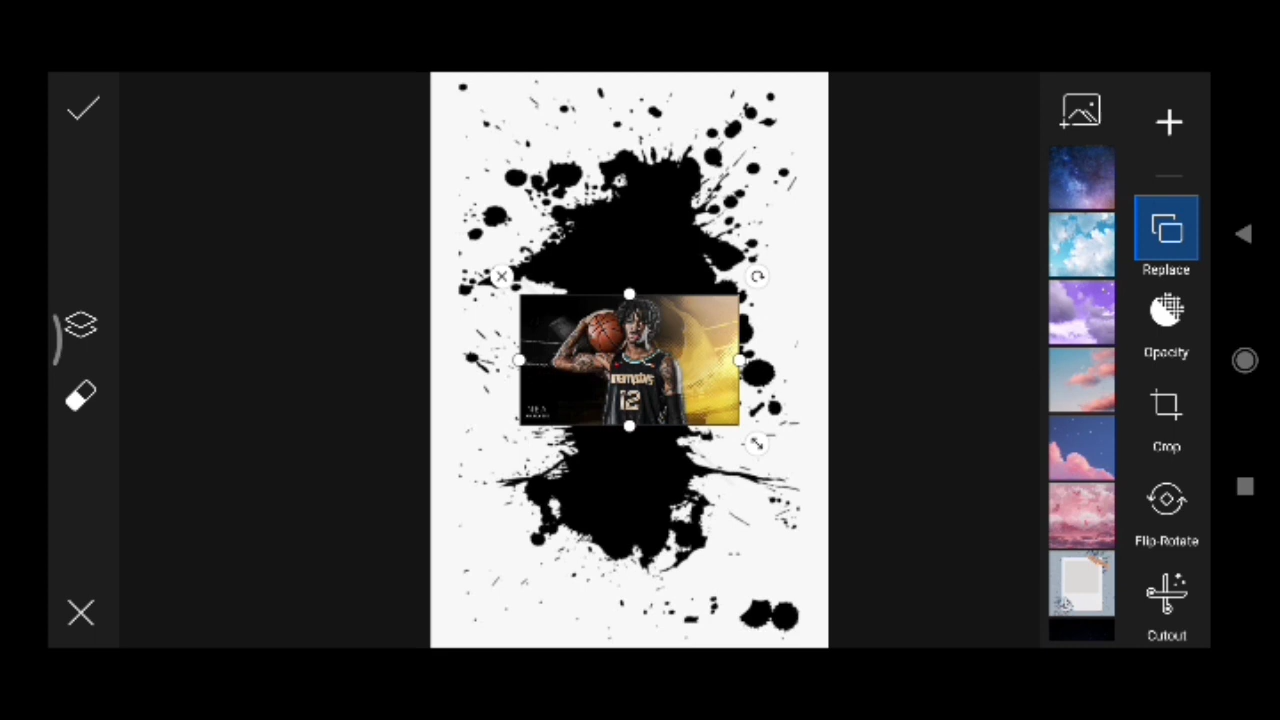 Replace
Opacity
Crop
Flip-Rotate
Cutout
MEMPHIS
12